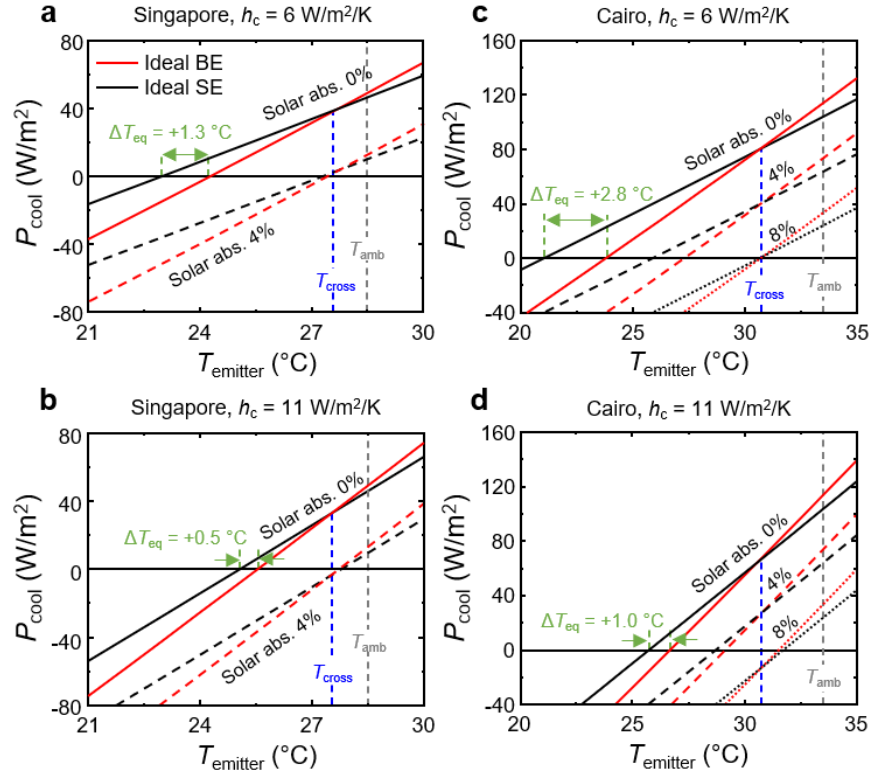 a
Singapore, hc = 6 W/m²/K
80
40
0
-40
-80
Pcool (W/m²)
Ideal BE
Ideal SE
Solar abs. 0%
ΔTeq = +1.3 °C
Solar abs. 4%
Tamb
Tcross
21
24
27
30
Temitter (°C)
c
Cairo, hc = 6 W/m²/K
160
120
80
40
0
-40
Pcool (W/m²)
Solar abs. 0%
4%
ΔTeq = +2.8 °C
8%
Tcross
Tamb
20
25
30
35
Temitter (°C)
b
Singapore, hc = 11 W/m²/K
80
40
0
-40
-80
Pcool (W/m²)
Solar abs. 0%
ΔTeq = +0.5 °C
Solar abs. 4%
Tamb
Tcross
21
24
27
30
Temitter (°C)
d
Cairo, hc = 11 W/m²/K
160
120
80
40
0
-40
Pcool (W/m²)
Solar abs. 0%
4%
ΔTeq = +1.0 °C
8%
Tcross
Tamb
20
25
30
35
Temitter (°C)